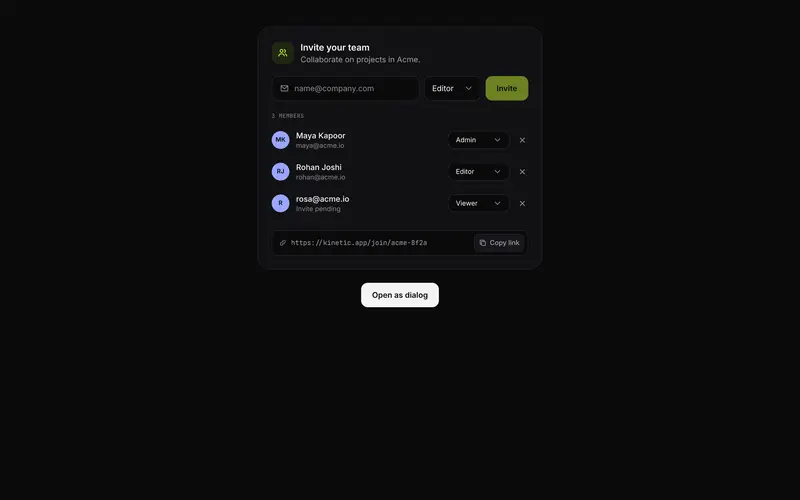 Invite your team
Collaborate on projects in Acme.
name@company.com Editor Invite
3 MEMBERS
MK Maya Kapoor Admin
maya@acme.io
RJ Rohan Joshi Editor
rohan@acme.io
R rosa@acme.io Viewer
Invite pending
https://kinetic.app/join/acme-8f2a Copy link
Open as dialog